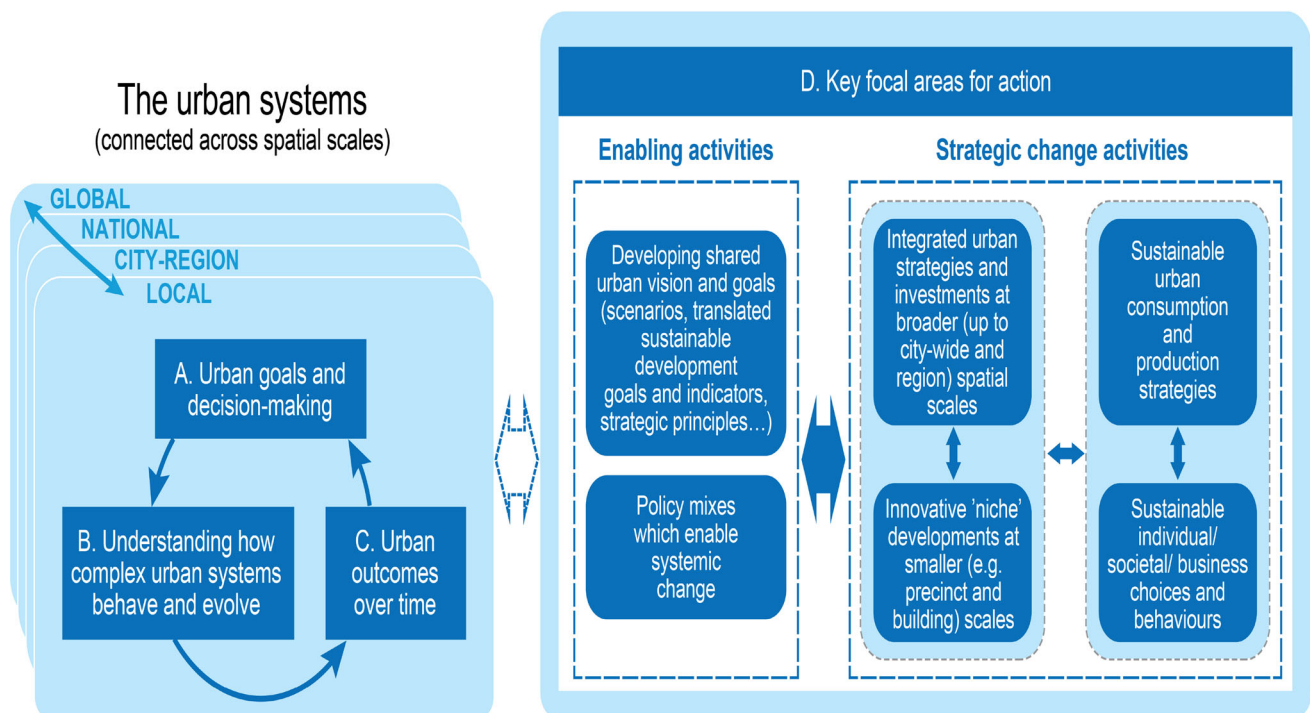 The urban systems
(connected across spatial scales)
GLOBAL
NATIONAL
CITY-REGION
LOCAL
A. Urban goals and
decision-making
B. Understanding how
complex urban systems
behave and evolve
C. Urban
outcomes
over time
D. Key focal areas for action
Enabling activities
Developing shared
urban vision and goals
(scenarios, translated
sustainable
development
goals and indicators,
strategic principles…)
Policy mixes
which enable
systemic
change
Strategic change activities
Integrated urban
strategies and
investments at
broader (up to
city-wide and
region) spatial
scales
Innovative ’niche’
developments at
smaller (e.g.
precinct and
building) scales
Sustainable
urban
consumption
and
production
strategies
Sustainable
individual/
societal/ business
choices and
behaviours